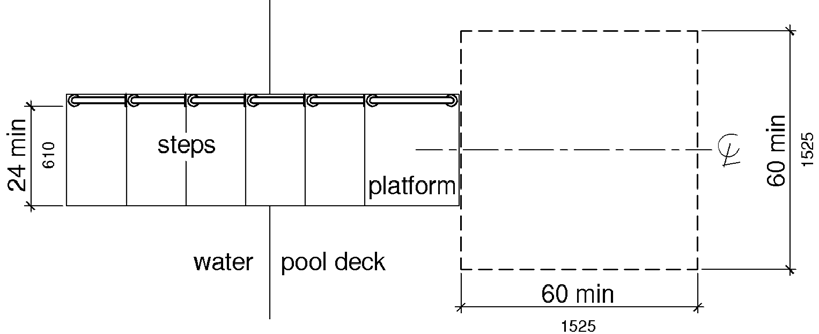 24 min
610
steps
platform
water
pool deck
℄
60 min
1525
60 min
1525